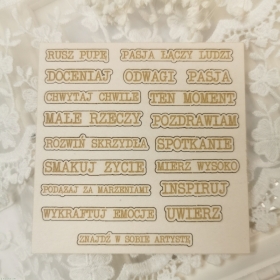 RUSZ PUPĘ PASJA ŁĄCZY LUDZI
DOCENIAJ ODWAGI PASJA
CHWYTAJ CHWILE TEN MOMENT
MAŁE RZECZY POZDRAWIAM
ROZWIŃ SKRZYDŁA SPOTKANIE
SMAKUJ ŻYCIE MIERZ WYSOKO
PODĄŻAJ ZA MARZENIAMI INSPIRUJ
WYKRAFTUJ EMOCJE UWIERZ
ZNAJDŹ W SOBIE ARTYSTĘ